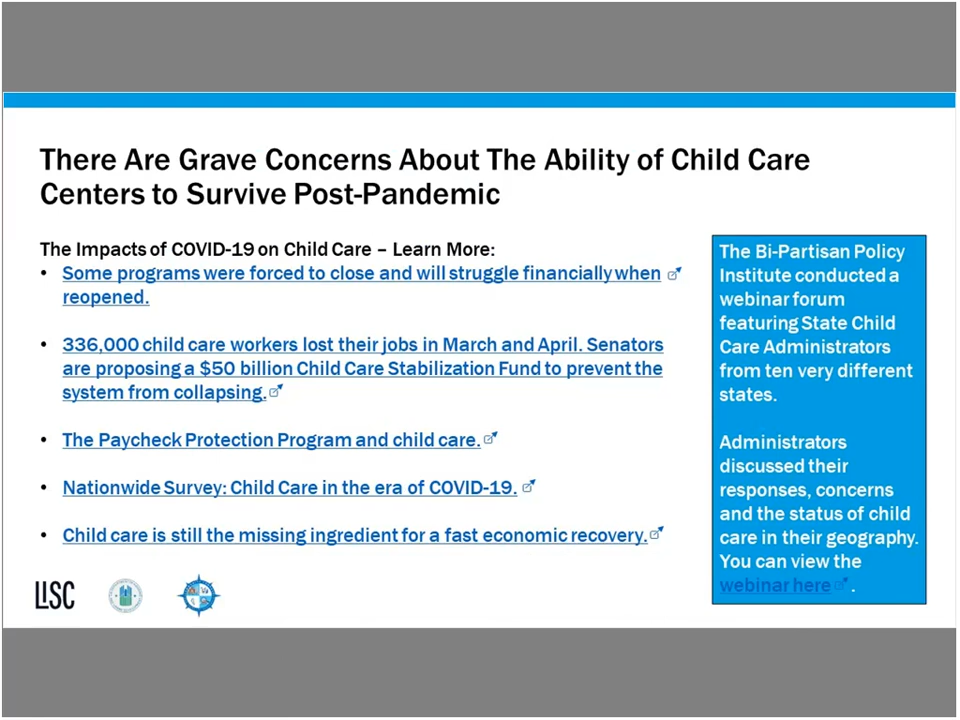 There Are Grave Concerns About The Ability of Child Care
Centers to Survive Post-Pandemic
The Impacts of COVID-19 on Child Care – Learn More:
• Some programs were forced to close and will struggle financially when
reopened.
• 336,000 child care workers lost their jobs in March and April. Senators
are proposing a $50 billion Child Care Stabilization Fund to prevent the
system from collapsing.
• The Paycheck Protection Program and child care.
• Nationwide Survey: Child Care in the era of COVID-19.
• Child care is still the missing ingredient for a fast economic recovery.
LISC
The Bi-Partisan Policy
Institute conducted a
webinar forum
featuring State Child
Care Administrators
from ten very different
states.
Administrators
discussed their
responses, concerns
and the status of child
care in their geography.
You can view the
webinar here.